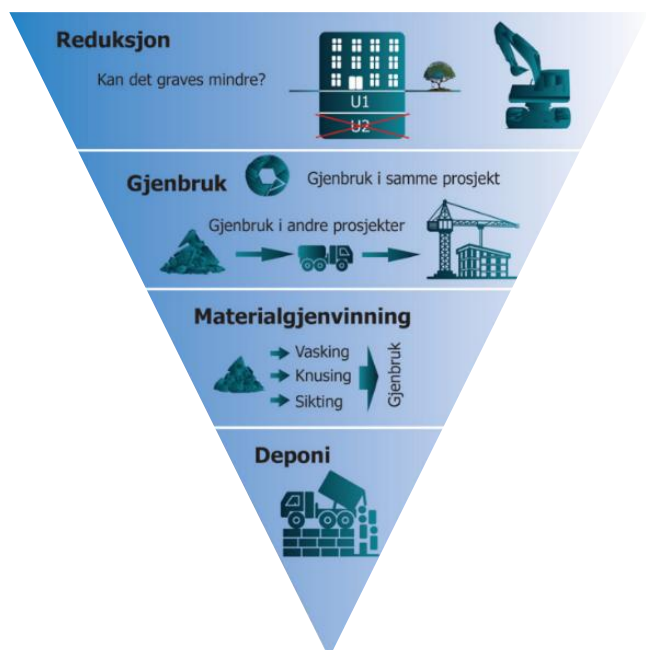 Reduksjon
Kan det graves mindre?
U1
U2
Gjenbruk
Gjenbruk i samme prosjekt
Gjenbruk i andre prosjekter
Materialgjenvinning
Vasking
Knusing
Sikting
Gjenbruk
Deponi